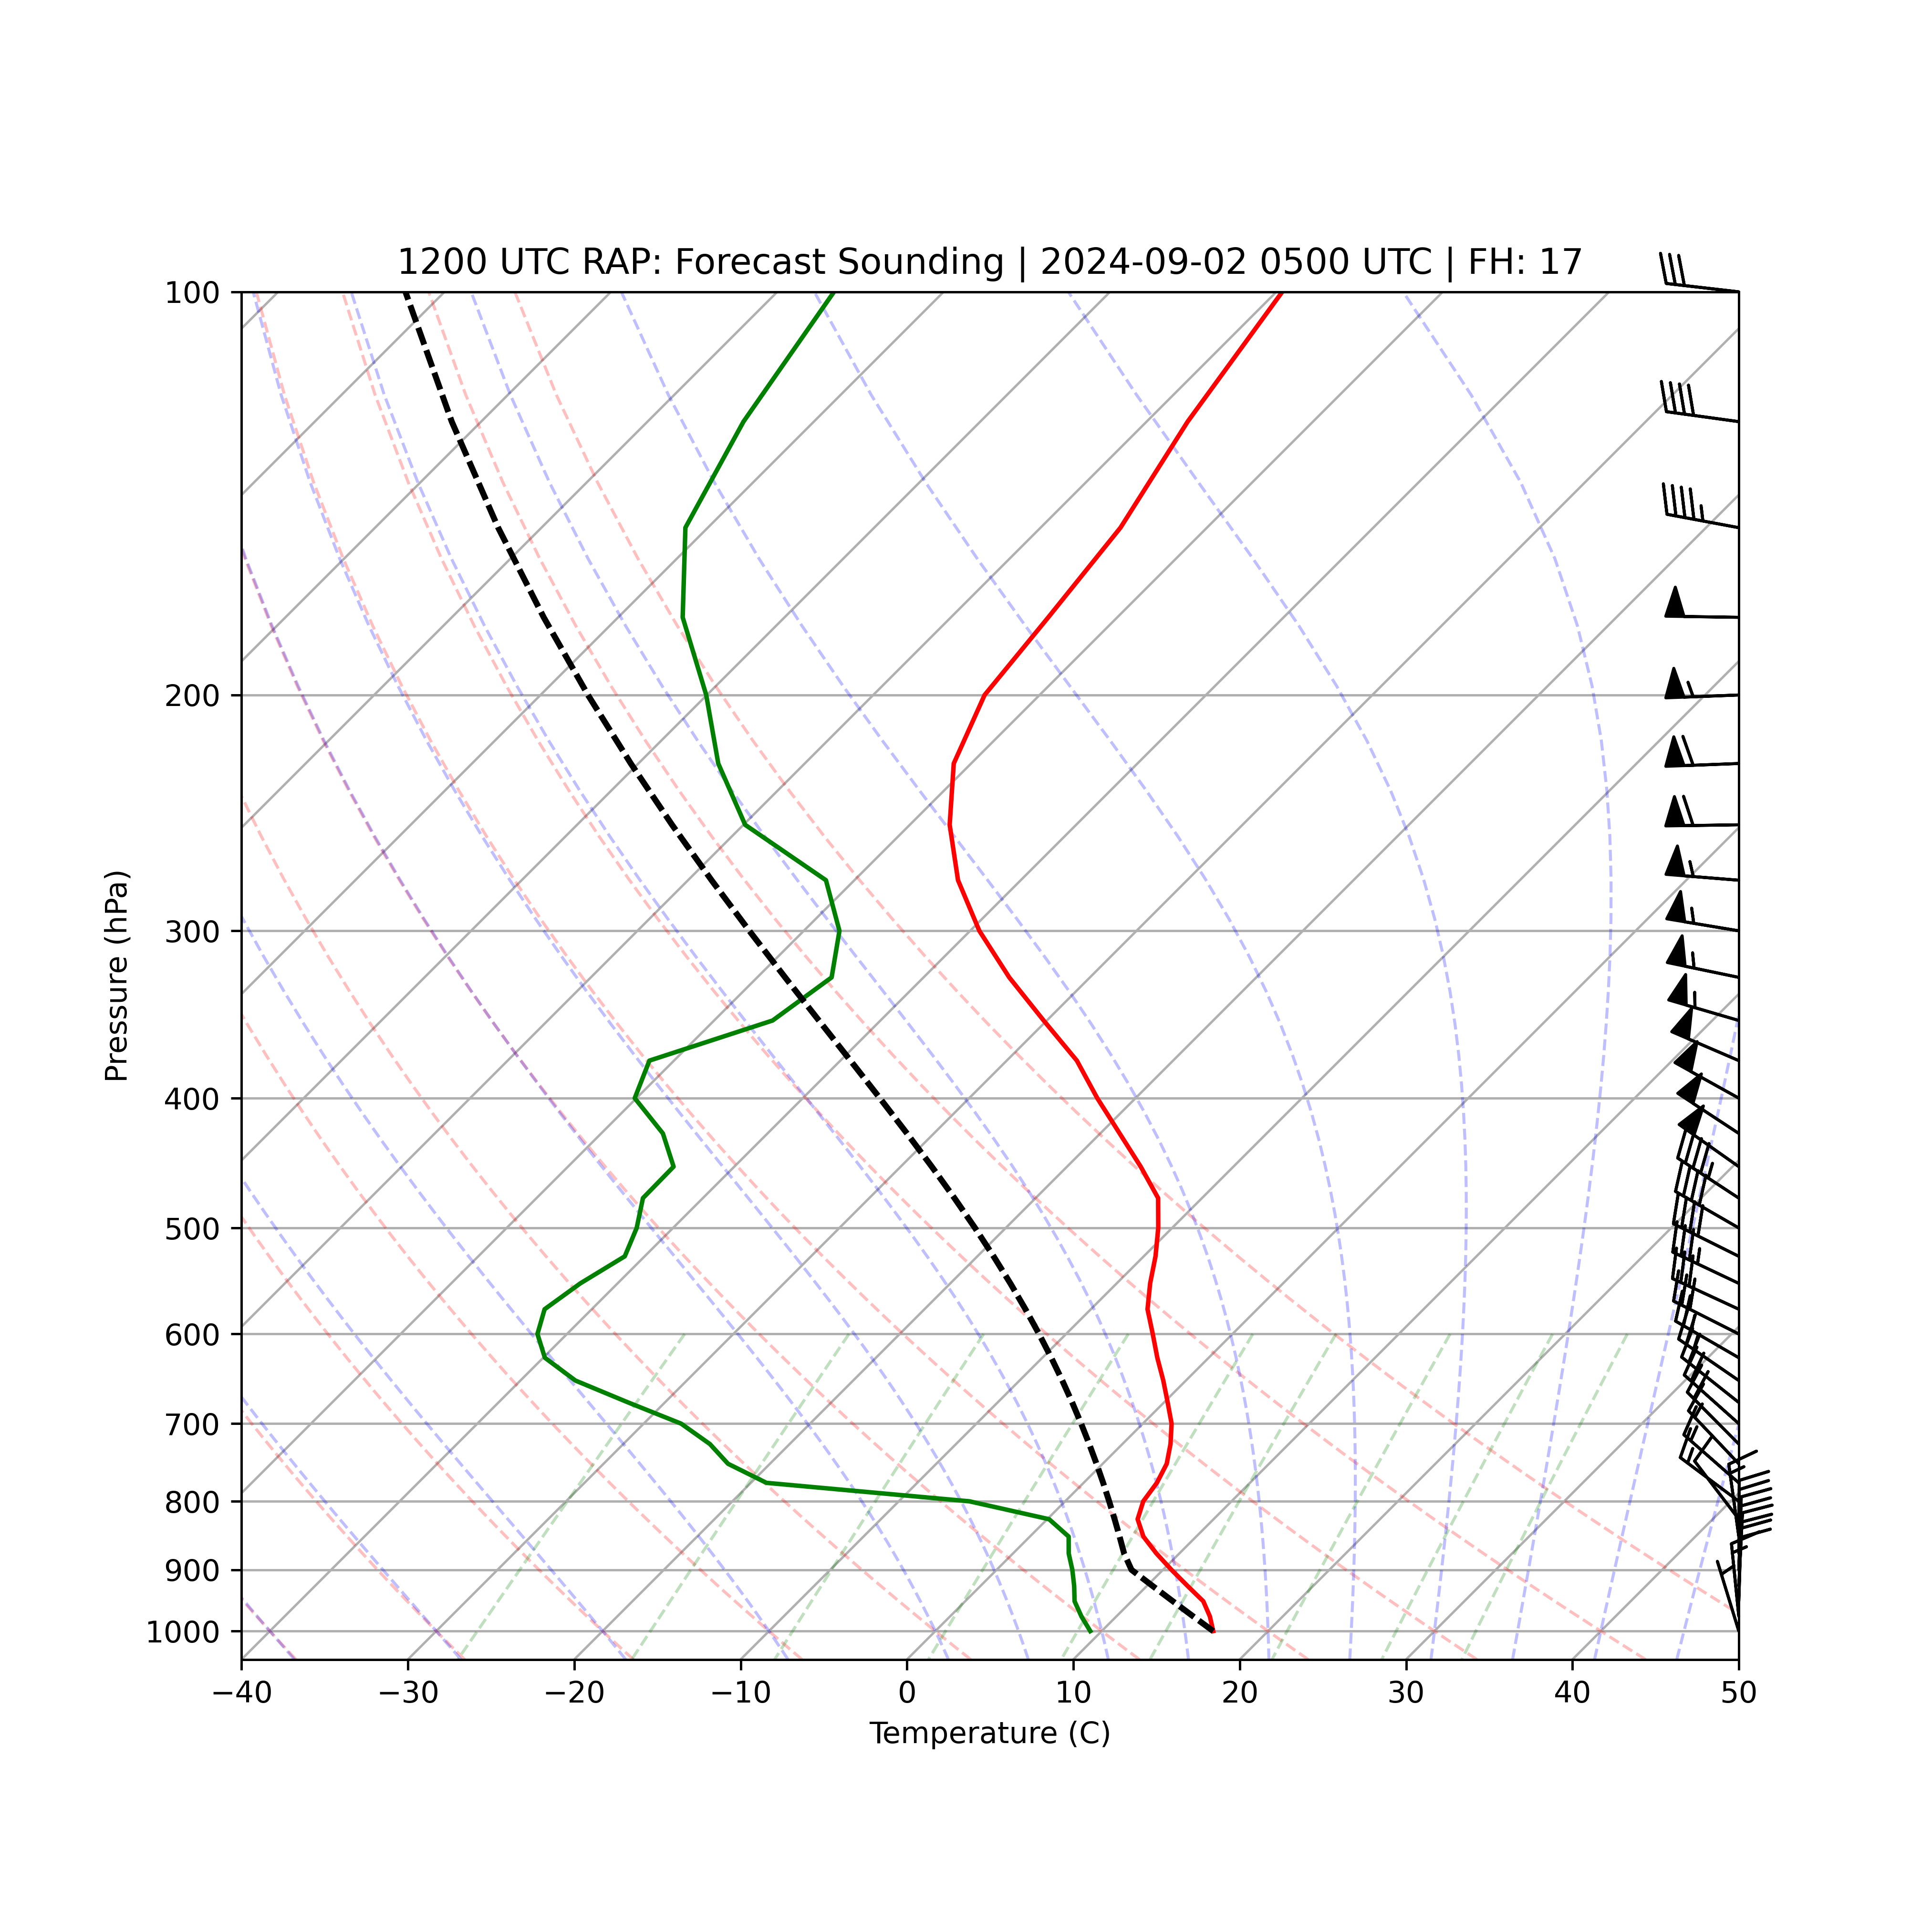 1200 UTC RAP: Forecast Sounding | 2024-09-02 0500 UTC | FH: 17
100
200
300
400
500
600
700
800
900
1000
Pressure (hPa)
−40 −30 −20 −10 0 10 20 30 40 50
Temperature (C)